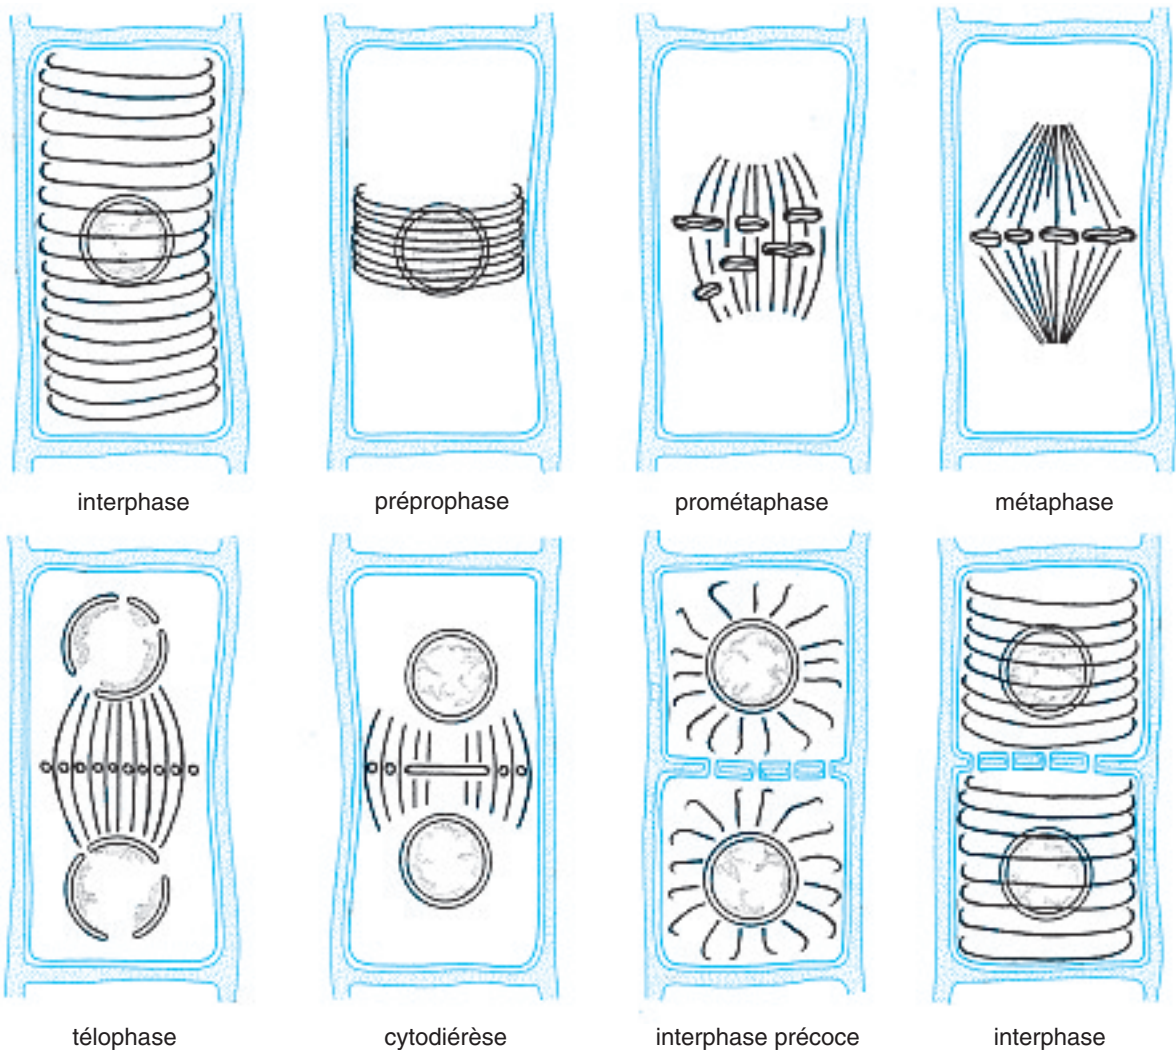 interphase
préprophase
prométaphase
métaphase
télophase
cytodiérèse
interphase précoce
interphase